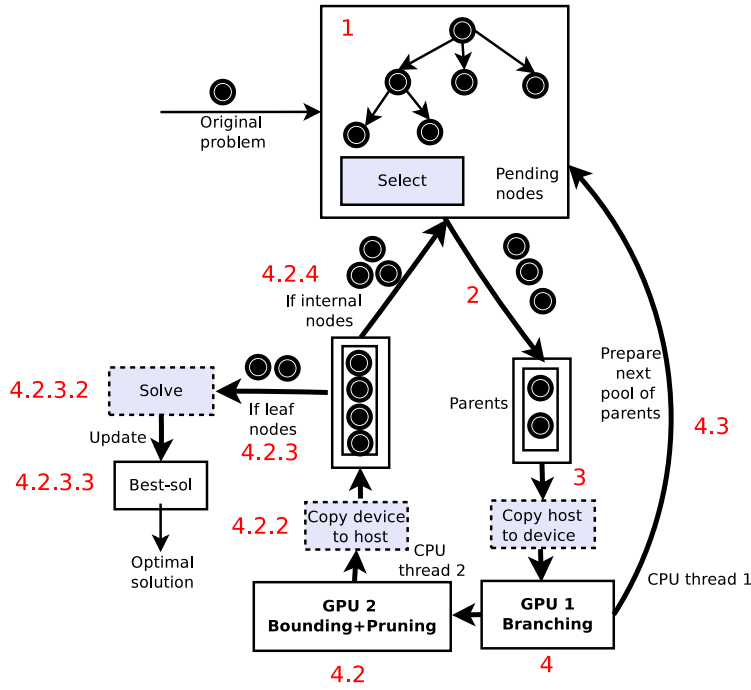 1
Original
problem
Select
Pending
nodes
4.2.4
If internal
nodes
2
Prepare
next
pool of
parents
4.3
4.2.3.2
Solve
If leaf
nodes
4.2.3
Parents
Update
4.2.3.3
Best-sol
3
4.2.2
Copy device
to host
Copy host
to device
Optimal
solution
CPU
thread 2
CPU thread 1
GPU 2
Bounding+Pruning
GPU 1
Branching
4.2
4